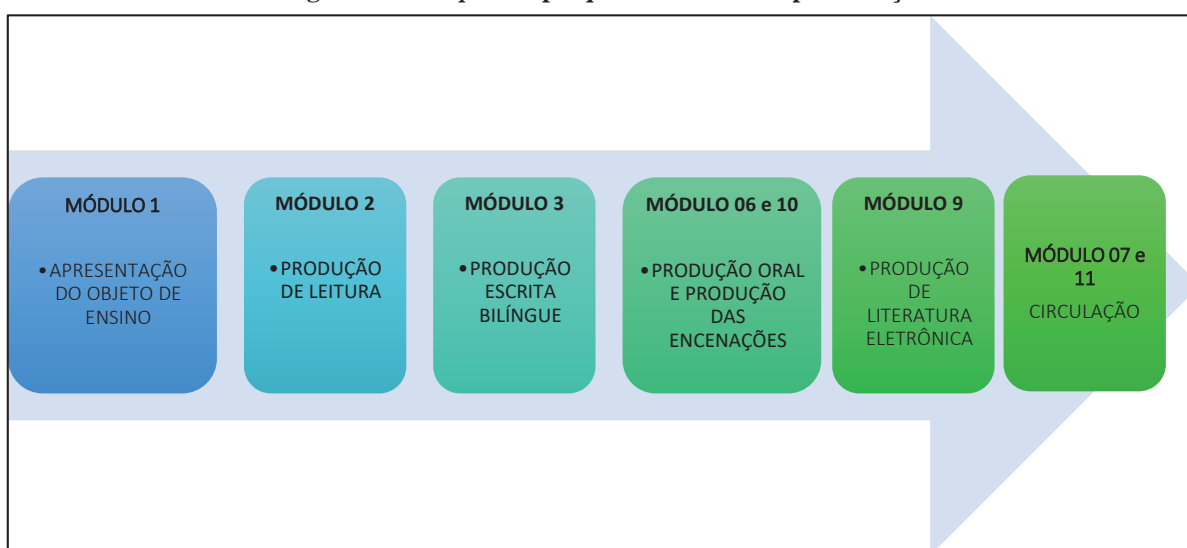 MÓDULO 1
•APRESENTAÇÃO
DO OBJETO DE
ENSINO
MÓDULO 2
•PRODUÇÃO
DE LEITURA
MÓDULO 3
•PRODUÇÃO
ESCRITA
BILÍNGUE
MÓDULO 06 e 10
•PRODUÇÃO ORAL
E PRODUÇÃO
DAS
ENCENAÇÕES
MÓDULO 9
•PRODUÇÃO
DE
LITERATURA
ELETRÔNICA
MÓDULO 07 e
11
CIRCULAÇÃO